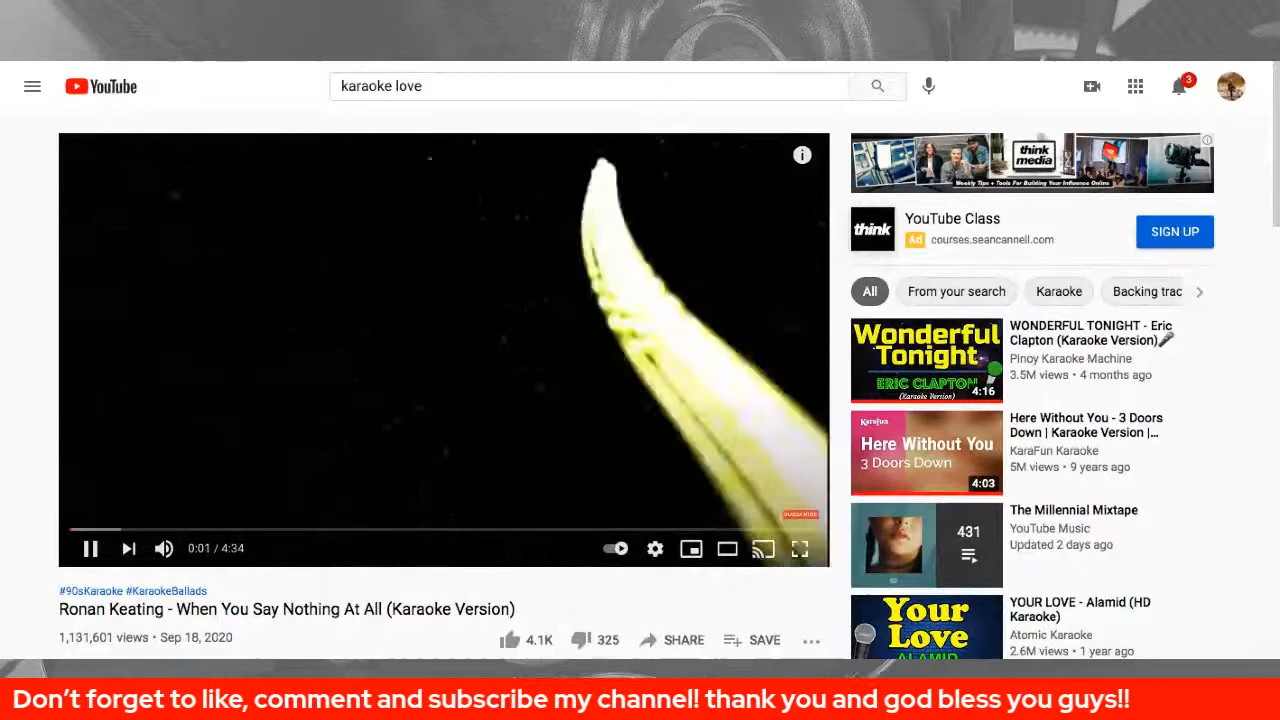 YouTube
karaoke love
3
think
media
Weekly Tips + Tools For Building Your Influence Online
think
YouTube Class
Ad courses.seancannell.com
SIGN UP
All
From your search
Karaoke
Backing trac
Wonderful
Tonight
ERIC CLAPTON
(Karaoke Version)
4:16
WONDERFUL TONIGHT - Eric
Clapton (Karaoke Version)🎤
Pinoy Karaoke Machine
3.5M views • 4 months ago
KaraFun
Here Without You
3 Doors Down
4:03
Here Without You - 3 Doors
Down | Karaoke Version |...
KaraFun Karaoke
5M views • 9 years ago
431
The Millennial Mixtape
YouTube Music
Updated 2 days ago
Your
Love
ALAMID
YOUR LOVE - Alamid (HD
Karaoke)
Atomic Karaoke
2.6M views • 1 year ago
SUBSCRIBE
0:01 / 4:34
#90sKaraoke #KaraokeBallads
Ronan Keating - When You Say Nothing At All (Karaoke Version)
1,131,601 views • Sep 18, 2020
4.1K
325
SHARE
SAVE
Don't forget to like, comment and subscribe my channel! thank you and god bless you guys!!